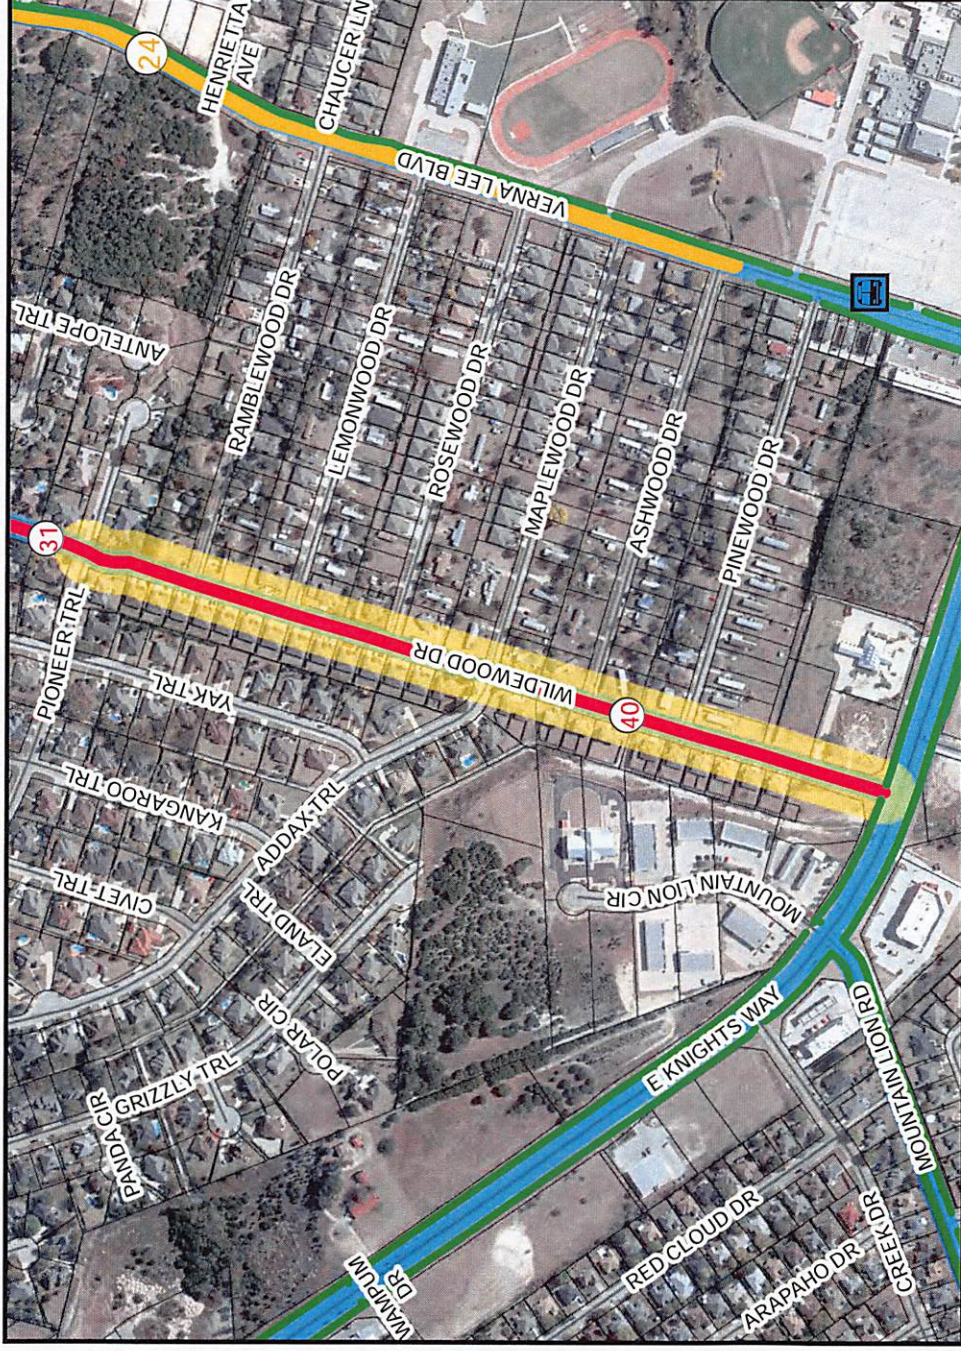 24
HENRIETTA
AVE
CHAUCER LN
VERNA LEE BLVD
ANTELOPE TRL
RAMBLEWOOD DR
LEMONWOOD DR
ROSEWOOD DR
MAPLEWOOD DR
ASHWOOD DR
PINEWOOD DR
31
PIONEER TRL
YAK TRL
WILDEWOOD DR
40
KANGAROO TRL
ADDAX TRL
CIVET TRL
ELAND TRL
MOUNTAIN LION CIR
POLAR CIR
GRIZZLY TRL
PANDA CIR
E KNIGHTS WAY
MOUNTAIN LION RD
WAMPUM
DR
RED CLOUD DR
ARAPAHO DR
CREEK DR